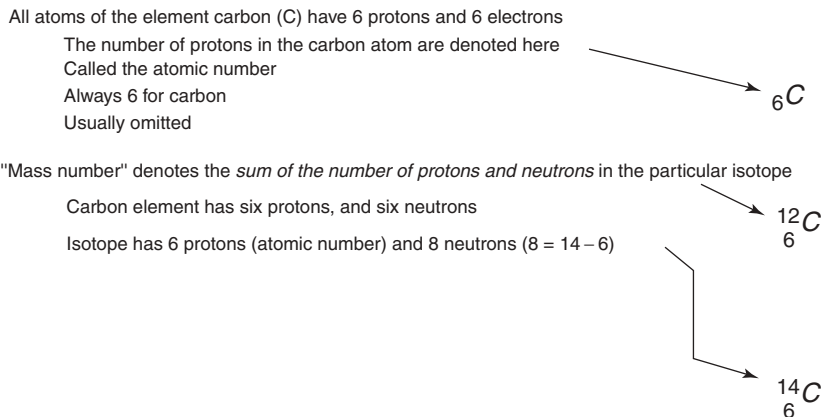 All atoms of the element carbon (C) have 6 protons and 6 electrons
The number of protons in the carbon atom are denoted here
Called the atomic number
Always 6 for carbon
Usually omitted
6C
"Mass number" denotes the sum of the number of protons and neutrons in the particular isotope
Carbon element has six protons, and six neutrons
12
6 C
Isotope has 6 protons (atomic number) and 8 neutrons (8 = 14 – 6)
14
6 C